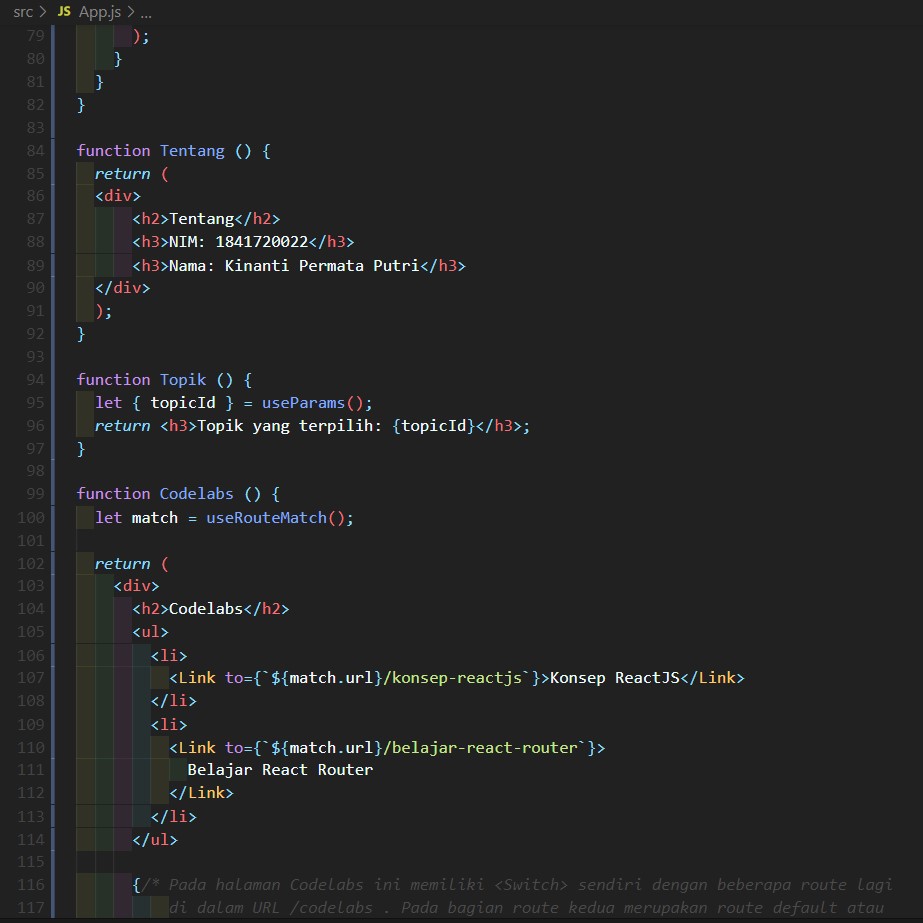 src > JS App.js > ...
79 );
80 }
81 }
82 }
83
84 function Tentang () {
85 return (
86 <div>
87 <h2>Tentang</h2>
88 <h3>NIM: 1841720022</h3>
89 <h3>Nama: Kinanti Permata Putri</h3>
90 </div>
91 );
92 }
93
94 function Topik () {
95 let { topicId } = useParams();
96 return <h3>Topik yang terpilih: {topicId}</h3>;
97 }
98
99 function Codelabs () {
100 let match = useRouteMatch();
101
102 return (
103 <div>
104 <h2>Codelabs</h2>
105 <ul>
106 <li>
107 <Link to={`${match.url}/konsep-reactjs`}>Konsep ReactJS</Link>
108 </li>
109 <li>
110 <Link to={`${match.url}/belajar-react-router`}>
111 Belajar React Router
112 </Link>
113 </li>
114 </ul>
115
116 {/* Pada halaman Codelabs ini memiliki <Switch> sendiri dengan beberapa route lagi
117 di dalam URL /codelabs . Pada bagian route kedua merupakan route default atau